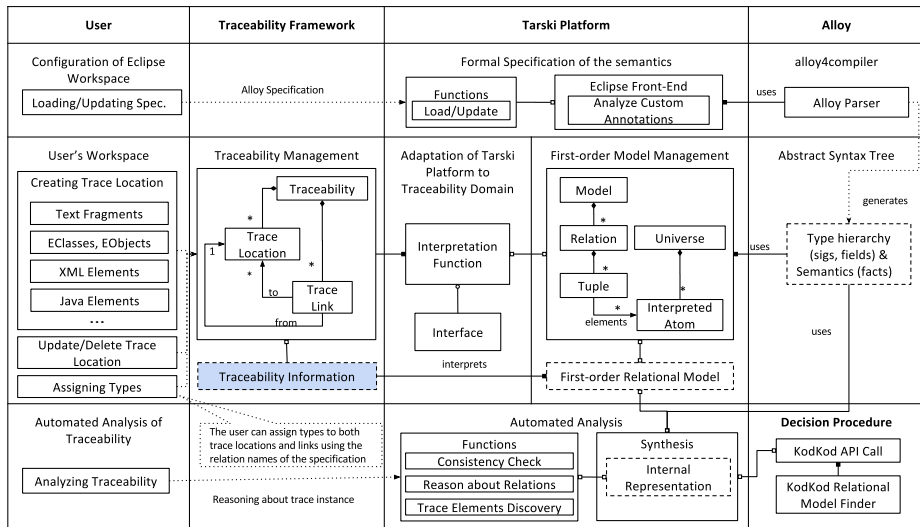 User
Traceability Framework
Tarski Platform
Alloy
Configuration of Eclipse
Workspace
Loading/Updating Spec.
Alloy Specification
Formal Specification of the semantics
Functions
Load/Update
Eclipse Front-End
Analyze Custom
Annotations
uses
alloy4compiler
Alloy Parser
User's Workspace
Creating Trace Location
Text Fragments
EClasses, EObjects
XML Elements
Java Elements
...
Update/Delete Trace
Location
Assigning Types
Traceability Management
Traceability
*
Trace
Location
1
*
*
to
Trace
Link
from
Traceability Information
Adaptation of Tarski
Platform to
Traceability Domain
Interpretation
Function
Interface
interprets
First-order Model Management
Model
*
Relation
Universe
*
Tuple
*
*
elements
Interpreted
Atom
First-order Relational Model
uses
Abstract Syntax Tree
generates
Type hierarchy
(sigs, fields) &
Semantics (facts)
uses
Automated Analysis of
Traceability
Analyzing Traceability
The user can assign types to both
trace locations and links using the
relation names of the specification
Reasoning about trace instance
Automated Analysis
Functions
Consistency Check
Reason about Relations
Trace Elements Discovery
Synthesis
Internal
Representation
Decision Procedure
KodKod API Call
KodKod Relational
Model Finder